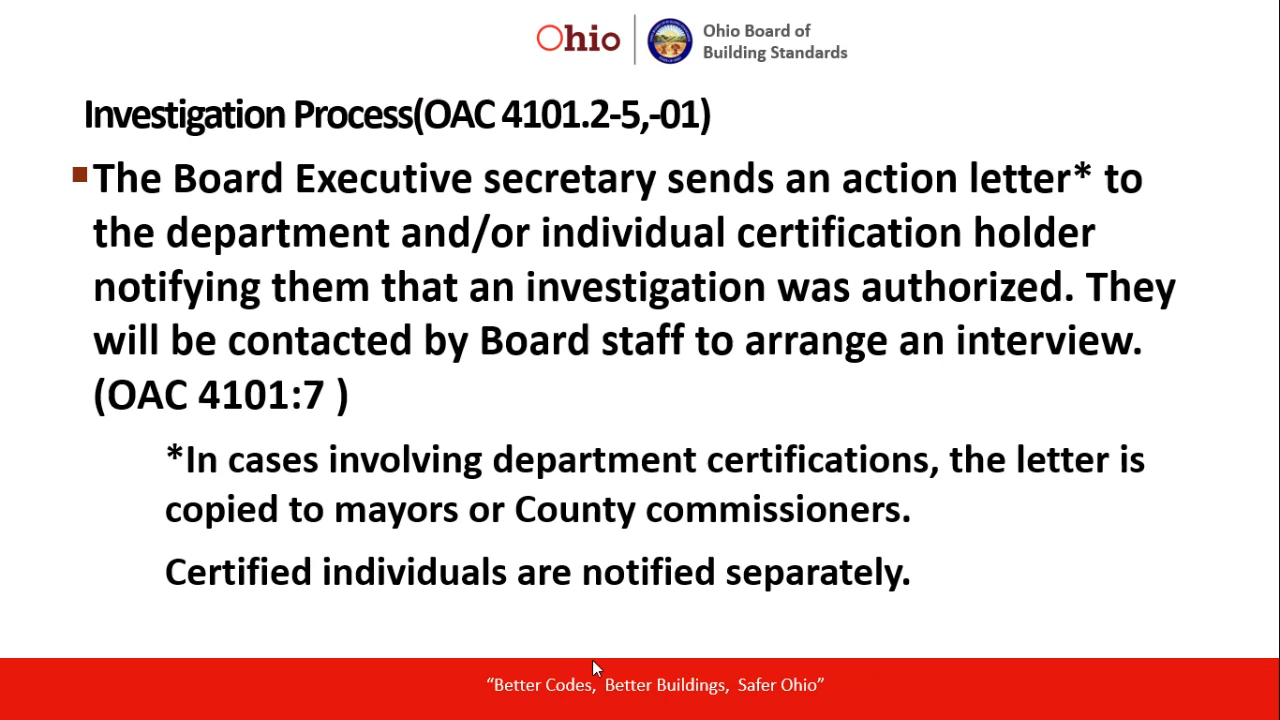 Ohio
Ohio Board of
Building Standards
Investigation Process(OAC 4101.2-5,-01)
The Board Executive secretary sends an action letter* to
the department and/or individual certification holder
notifying them that an investigation was authorized. They
will be contacted by Board staff to arrange an interview.
(OAC 4101:7 )
*In cases involving department certifications, the letter is
copied to mayors or County commissioners.
Certified individuals are notified separately.
“Better Codes, Better Buildings, Safer Ohio”